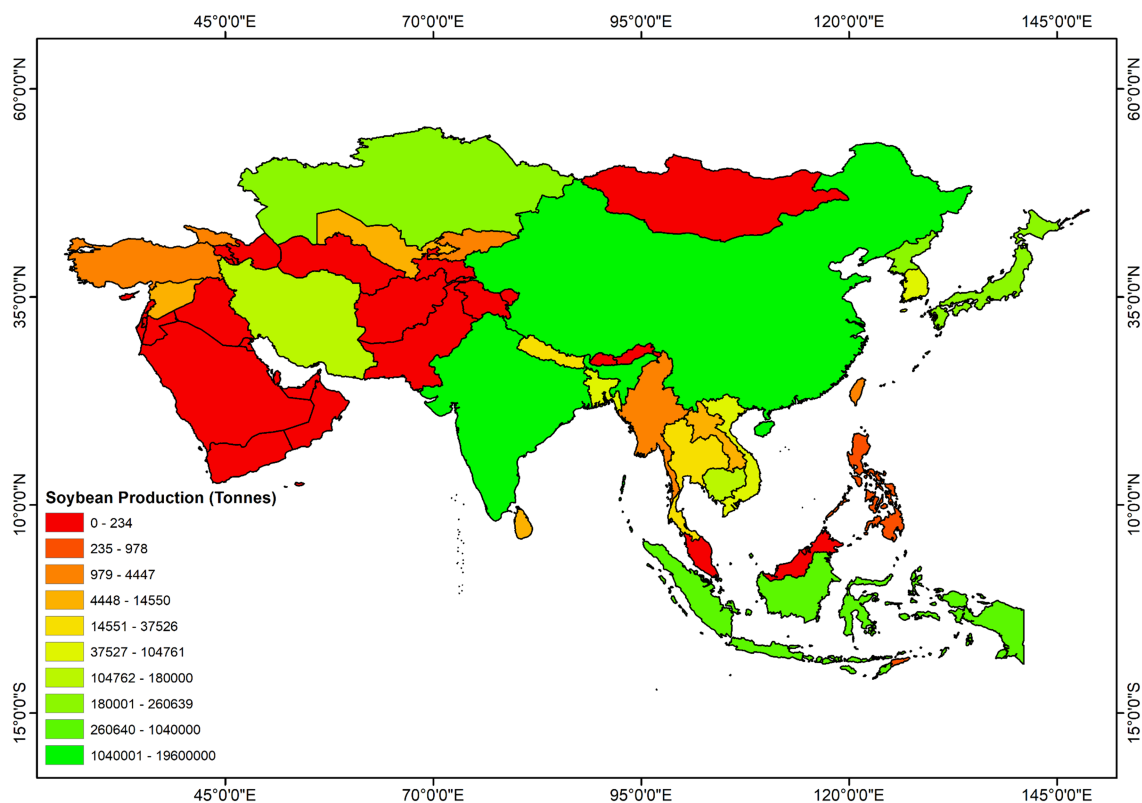 45°0'0"E 70°0'0"E 95°0'0"E 120°0'0"E 145°0'0"E
60°0'0"N 60°0'0"N
35°0'0"N 35°0'0"N
10°0'0"N 10°0'0"N
15°0'0"S 15°0'0"S
Soybean Production (Tonnes)
0 - 234
235 - 978
979 - 4447
4448 - 14550
14551 - 37526
37527 - 104761
104762 - 180000
180001 - 260639
260640 - 1040000
1040001 - 19600000
45°0'0"E 70°0'0"E 95°0'0"E 120°0'0"E 145°0'0"E